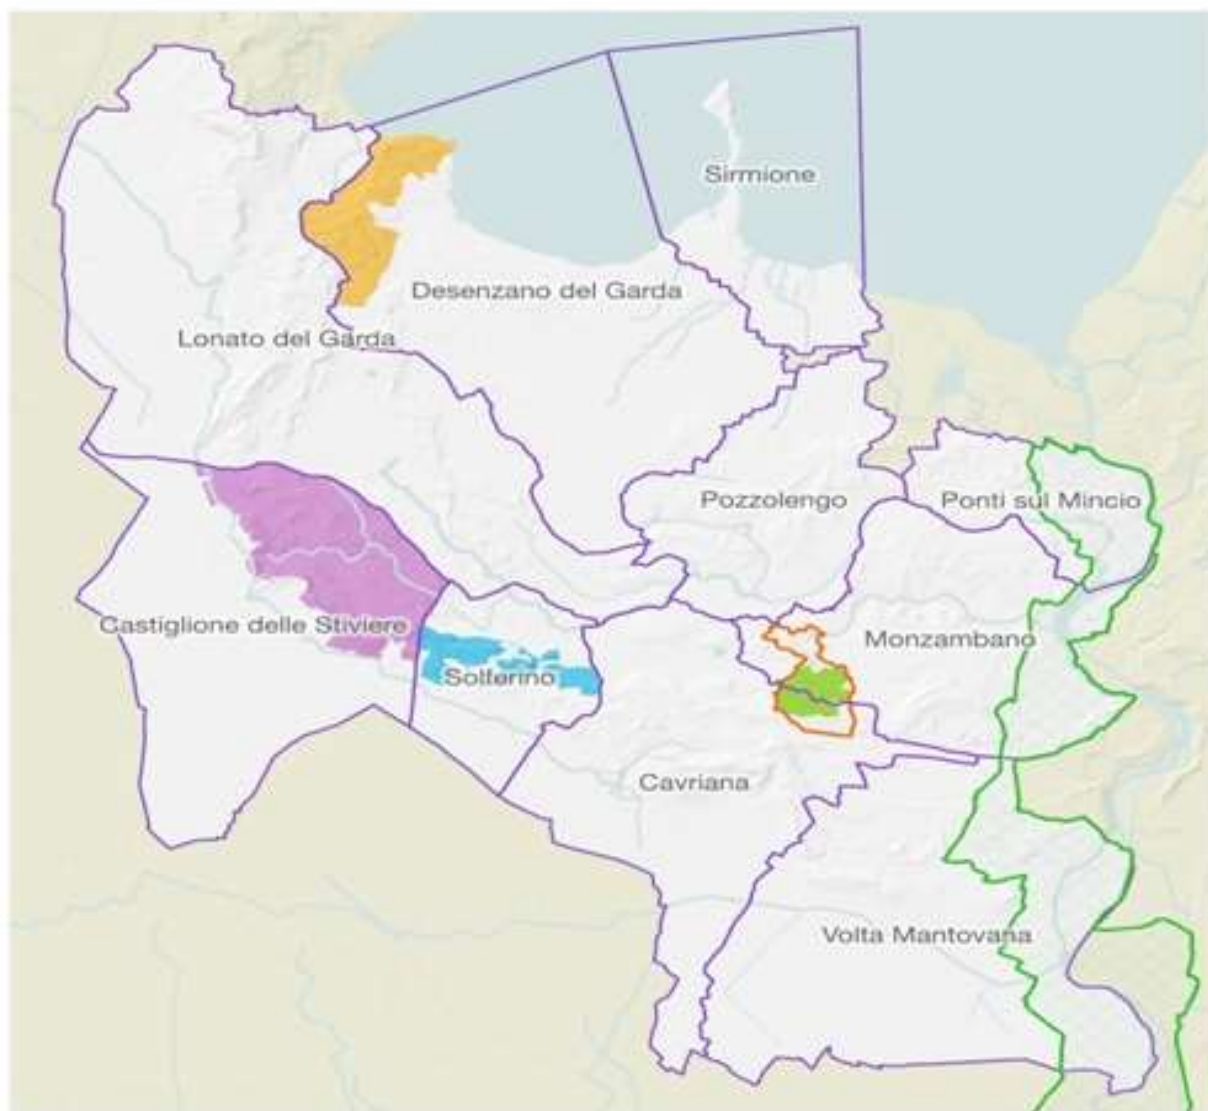 Sirmione
Desenzano del Garda
Lonato del Garda
Pozzolengo
Ponti sul Mincio
Castiglione delle Stiviere
Monzambano
Solferino
Cavriana
Volta Mantovana